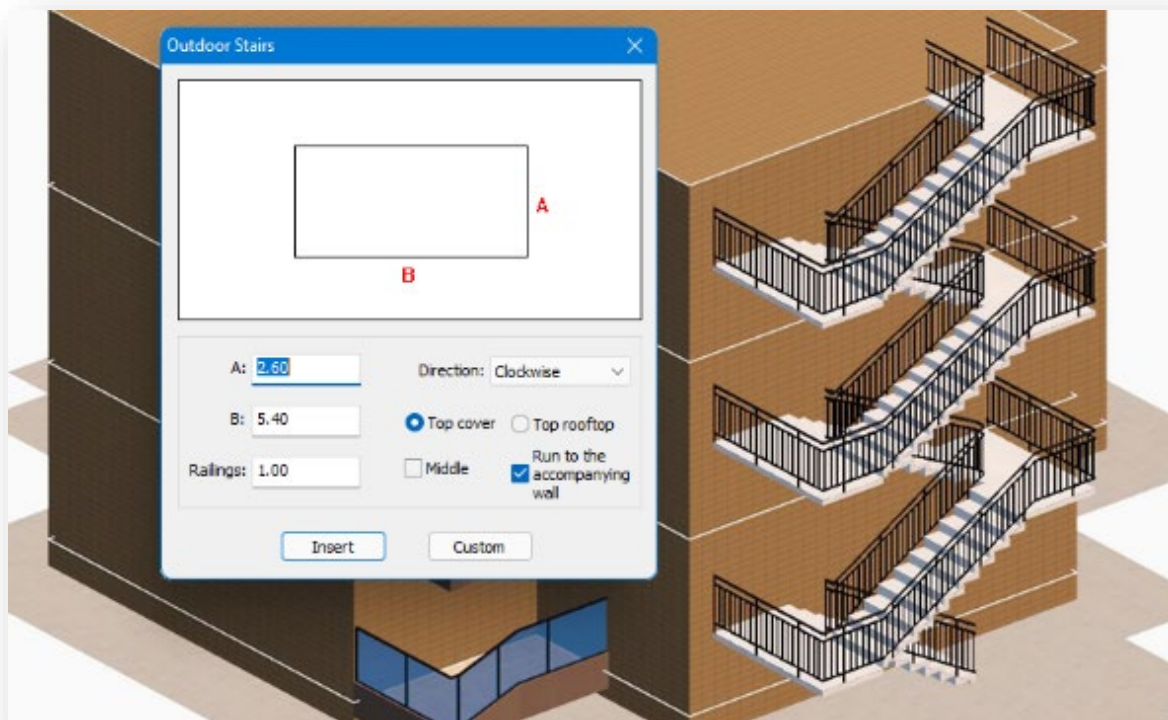 Outdoor Stairs
A
B
A: 2.60
Direction: Clockwise
B: 5.40
Top cover
Top rooftop
Railings: 1.00
Middle
Run to the
accompanying
wall
Insert
Custom